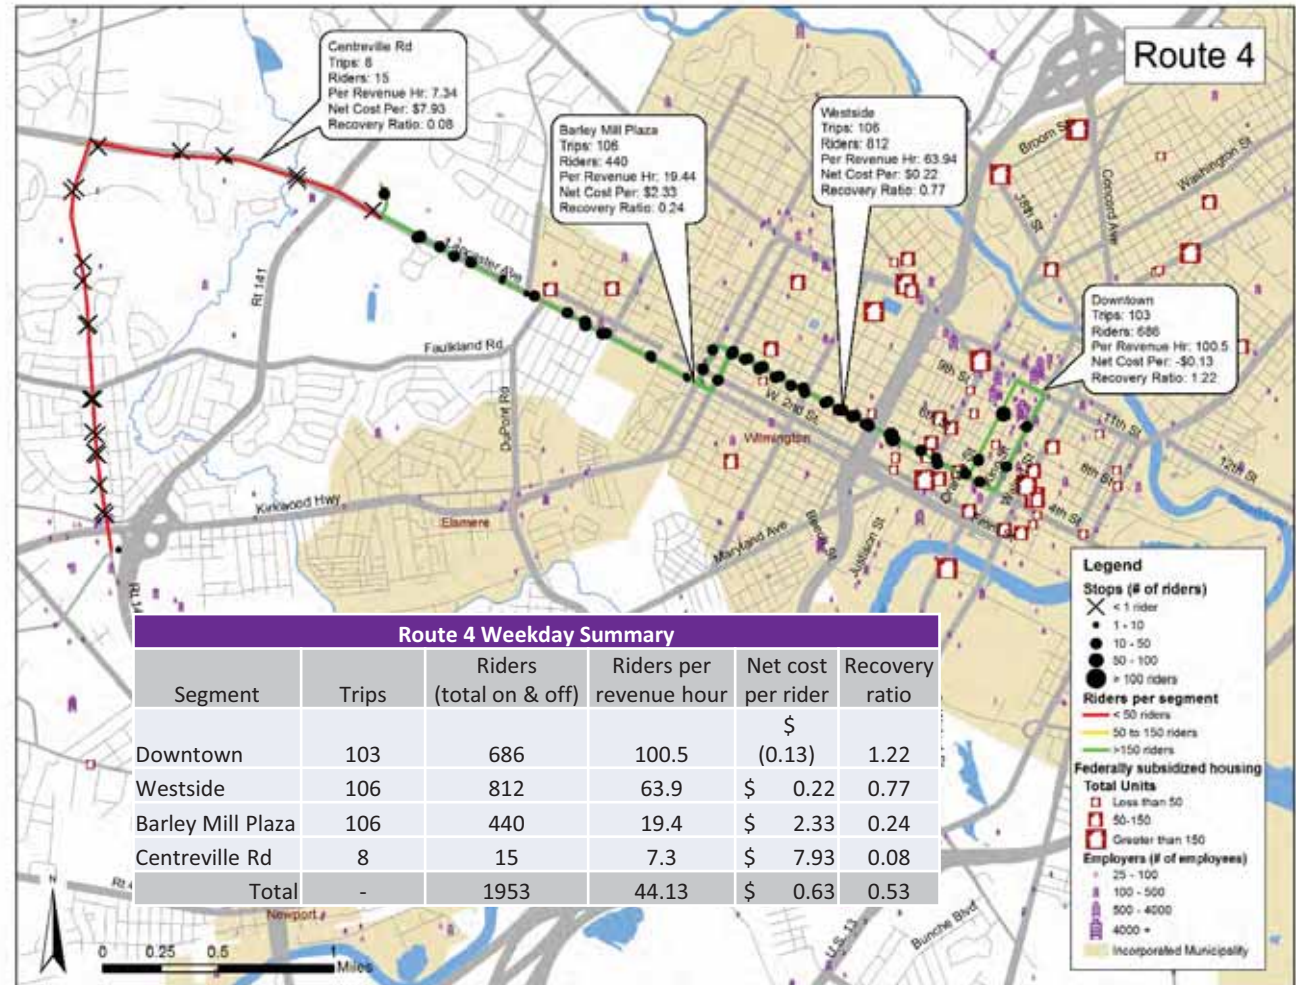 Route 4
Centreville Rd
Trips: 8
Riders: 15
Per Revenue Hr: 7.34
Net Cost Per: $7.93
Recovery Ratio: 0.08
Barley Mill Plaza
Trips: 106
Riders: 440
Per Revenue Hr: 19.44
Net Cost Per: $2.33
Recovery Ratio: 0.24
Westside
Trips: 106
Riders: 812
Per Revenue Hr: 63.94
Net Cost Per: $0.22
Recovery Ratio: 0.77
Downtown
Trips: 103
Riders: 686
Per Revenue Hr: 100.5
Net Cost Per: -$0.13
Recovery Ratio: 1.22
Broom St
Washington St
Concord Ave
18th St
Lancaster Ave
Rt 141
Faulkland Rd
DuPont Rd
W. 2nd St.
Wilmington
9th St
11th St
12th St
8th St
4th St
Kirkwood Hwy
Elsmere
Maryland Ave
Justison St
Newport
U.S. 13
Bunche Blvd
Route 4 Weekday Summary
Segment Trips Riders (total on & off) Riders per revenue hour Net cost per rider Recovery ratio
Downtown 103 686 100.5 $ (0.13) 1.22
Westside 106 812 63.9 $ 0.22 0.77
Barley Mill Plaza 106 440 19.4 $ 2.33 0.24
Centreville Rd 8 15 7.3 $ 7.93 0.08
Total - 1953 44.13 $ 0.63 0.53
Legend
Stops (# of riders)
< 1 rider
1 - 10
10 - 50
50 - 100
> 100 riders
Riders per segment
< 50 riders
50 to 150 riders
>150 riders
Federally subsidized housing
Total Units
Less than 50
50-150
Greater than 150
Employers (# of employees)
25 - 100
100 - 500
500 - 4000
4000 +
Incorporated Municipality
N
0 0.25 0.5 1
Miles